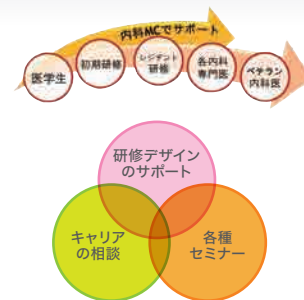 内科MCでサポート
医学生
初期研修
レジデント
研修
各内科
専門医
ベテラン
内科医
研修デザイン
のサポート
キャリア
の相談
各種
セミナー